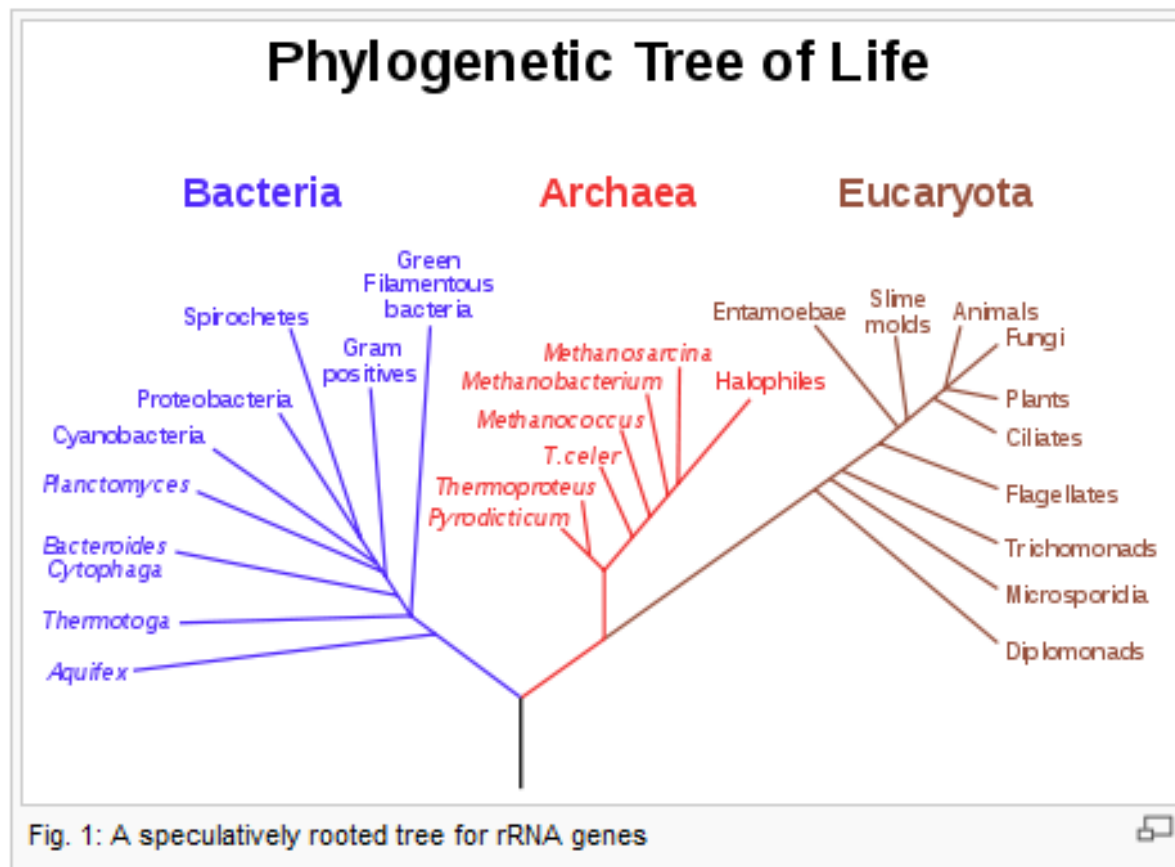 Phylogenetic Tree of Life
Bacteria
Archaea
Eucaryota
Green
Filamentous
bacteria
Spirochetes
Gram
positives
Proteobacteria
Cyanobacteria
Planctomyces
Bacteroides
Cytophaga
Thermotoga
Aquifex
Methanosarcina
Methanobacterium
Halophiles
Methanococcus
T.celer
Thermoproteus
Pyrodicticum
Entamoebae
Slime
molds
Animals
Fungi
Plants
Ciliates
Flagellates
Trichomonads
Microsporidia
Diplomonads
Fig. 1: A speculatively rooted tree for rRNA genes